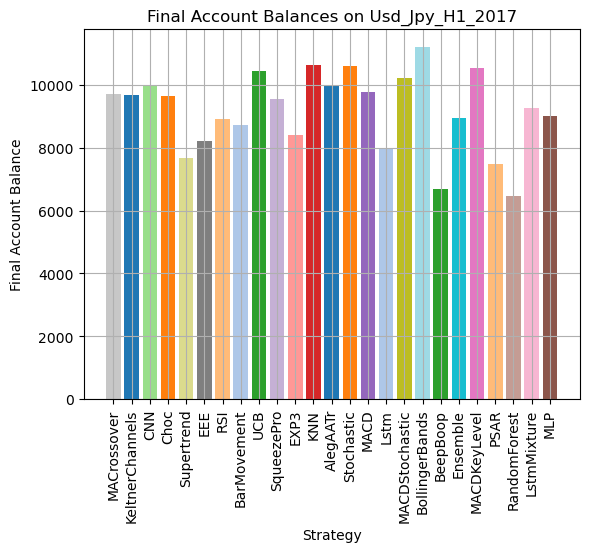 Final Account Balances on Usd_Jpy_H1_2017
Final Account Balance
10000
8000
6000
4000
2000
0
MACrossover
KeltnerChannels
CNN
Choc
Supertrend
EEE
RSI
BarMovement
UCB
SqueezePro
EXP3
KNN
AlegAATr
Stochastic
MACD
Lstm
MACDStochastic
BollingerBands
BeepBoop
Ensemble
MACDKeyLevel
PSAR
RandomForest
LstmMixture
MLP
Strategy